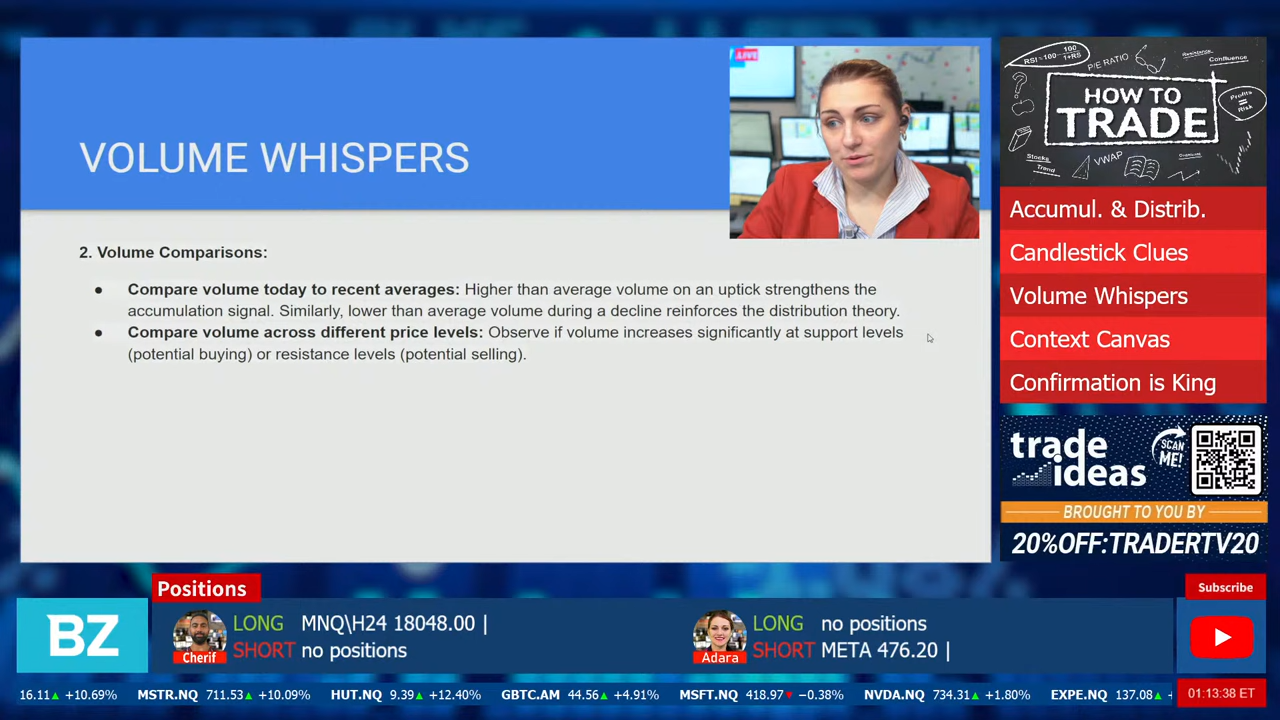 LIVE
VOLUME WHISPERS
2. Volume Comparisons:
● Compare volume today to recent averages: Higher than average volume on an uptick strengthens the
accumulation signal. Similarly, lower than average volume during a decline reinforces the distribution theory.
● Compare volume across different price levels: Observe if volume increases significantly at support levels
(potential buying) or resistance levels (potential selling).
RSI = 100 - 100
1+RS
P/E RATIO
Resistance
Confluence
HOW TO
TRADE
Profits
=
Risk
Stocks
Trend
VWAP
Accumul. & Distrib.
Candlestick Clues
Volume Whispers
Context Canvas
Confirmation is King
trade
ideas
SCAN
ME!
BROUGHT TO YOU BY
20%OFF:TRADERTV20
Positions
Subscribe
BZ
Cherif
LONG MNQ\H24 18048.00 |
SHORT no positions
Adara
LONG no positions
SHORT META 476.20 |
16.11▲ +10.69% MSTR.NQ 711.53▲ +10.09% HUT.NQ 9.39▲ +12.40% GBTC.AM 44.56▲ +4.91% MSFT.NQ 418.97▼ −0.38% NVDA.NQ 734.31▲ +1.80% EXPE.NQ 137.08▲
01:13:38 ET